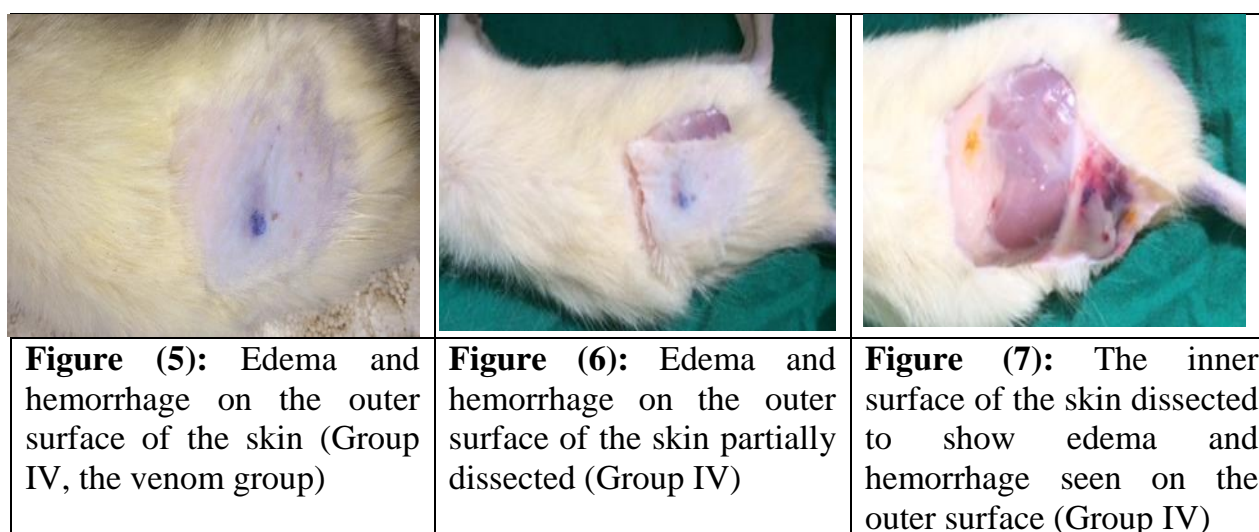 Figure (5): Edema and
hemorrhage on the outer
surface of the skin (Group
IV, the venom group)
Figure (6): Edema and
hemorrhage on the outer
surface of the skin partially
dissected (Group IV)
Figure (7): The inner
surface of the skin dissected
to show edema and
hemorrhage seen on the
outer surface (Group IV)